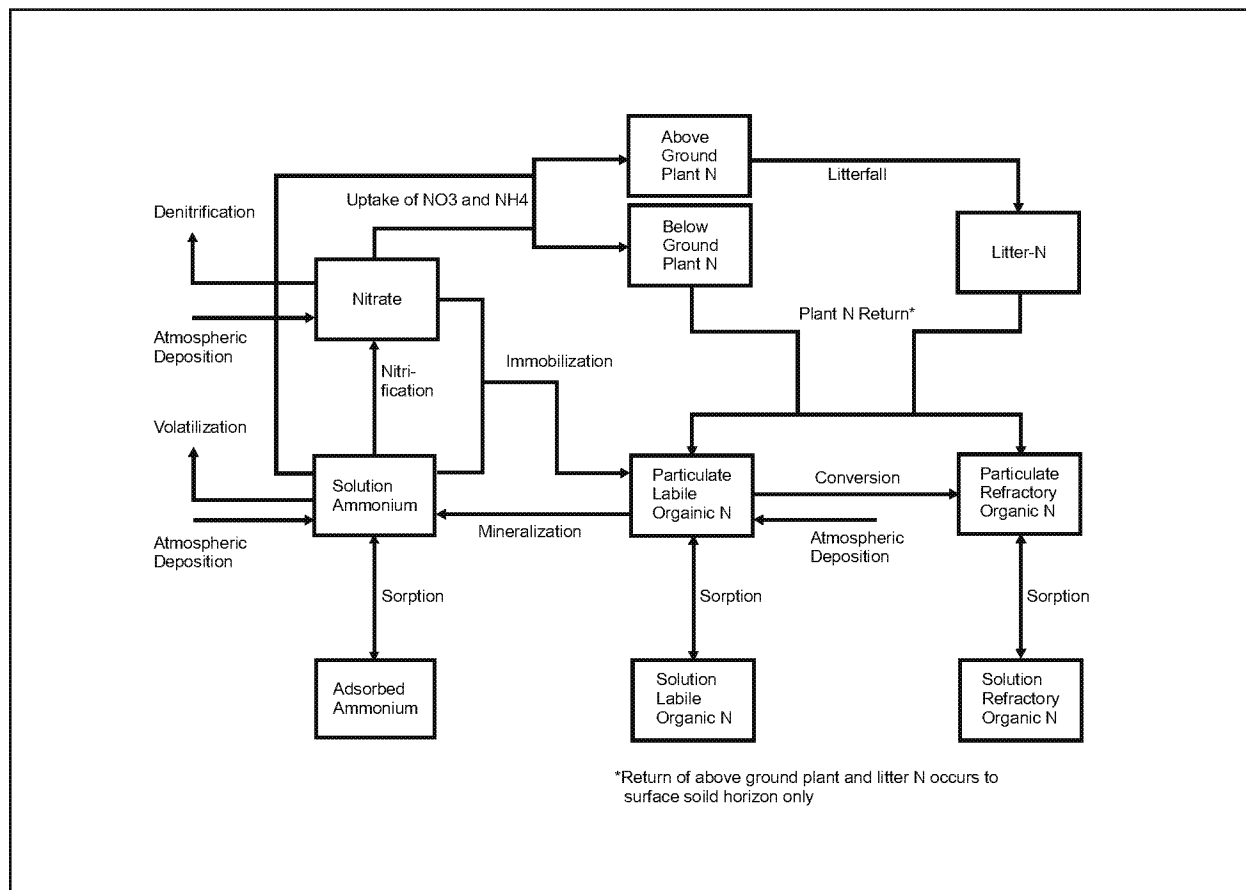 Above
Ground
Plant N
Litterfall
Uptake of NO3 and NH4
Denitrification
Below
Ground
Plant N
Litter-N
Nitrate
Plant N Return*
Atmospheric
Deposition
Nitri-
fication
Immobilization
Volatilization
Solution
Ammonium
Particulate
Labile
Orgainic N
Conversion
Particulate
Refractory
Organic N
Mineralization
Atmospheric
Deposition
Atmospheric
Deposition
Sorption
Sorption
Sorption
Adsorbed
Ammonium
Solution
Labile
Organic N
Solution
Refractory
Organic N
*Return of above ground plant and litter N occurs to
surface soild horizon only